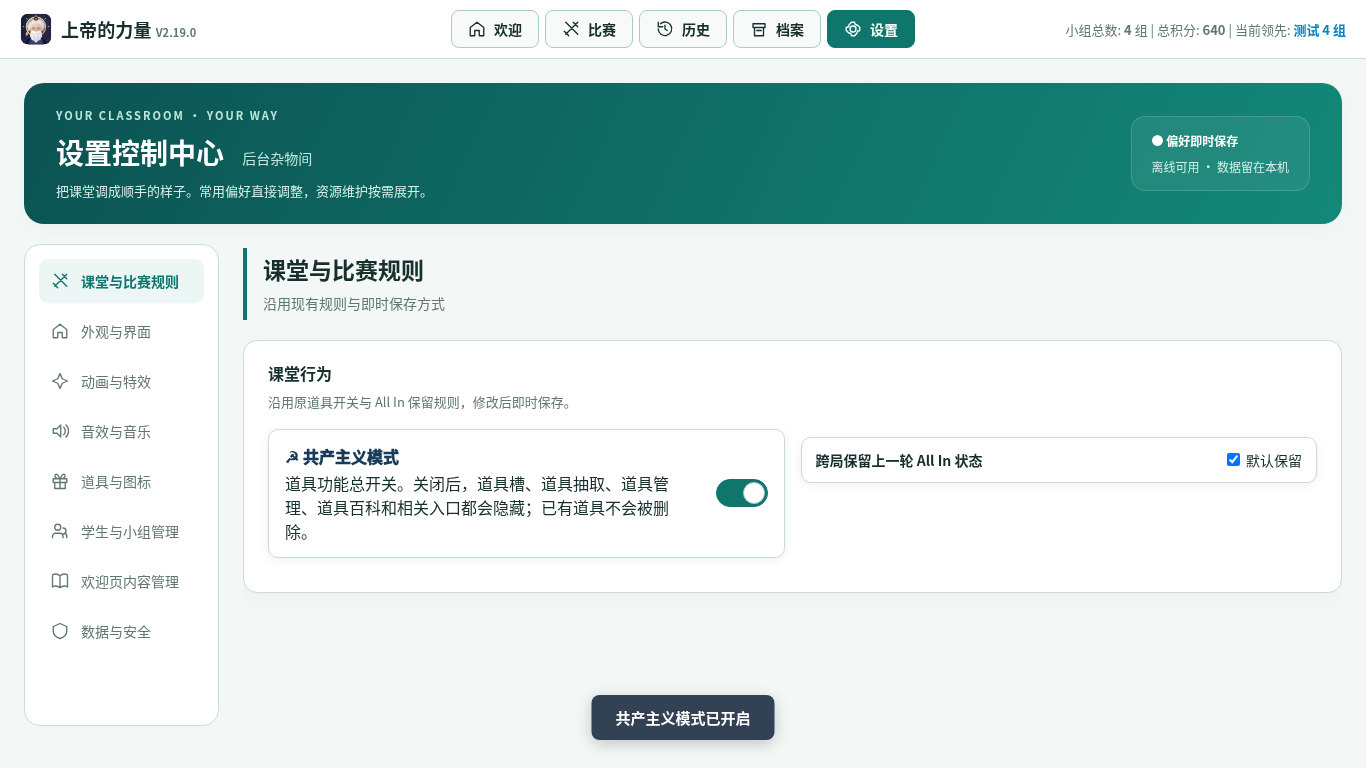 上帝的力量 V2.19.0
欢迎
比赛
历史
档案
设置
小组总数: 4 组 | 总积分: 640 | 当前领先: 测试 4 组
YOUR CLASSROOM · YOUR WAY
设置控制中心 后台杂物间
把课堂调成顺手的样子。常用偏好直接调整，资源维护按需展开。
偏好即时保存
离线可用 · 数据留在本机
课堂与比赛规则
外观与界面
动画与特效
音效与音乐
道具与图标
学生与小组管理
欢迎页内容管理
数据与安全
课堂与比赛规则
沿用现有规则与即时保存方式
课堂行为
沿用原道具开关与 All In 保留规则，修改后即时保存。
☭ 共产主义模式
道具功能总开关。关闭后，道具槽、道具抽取、道具管
理、道具百科和相关入口都会隐藏；已有道具不会被删
除。
跨局保留上一轮 All In 状态
默认保留
共产主义模式已开启